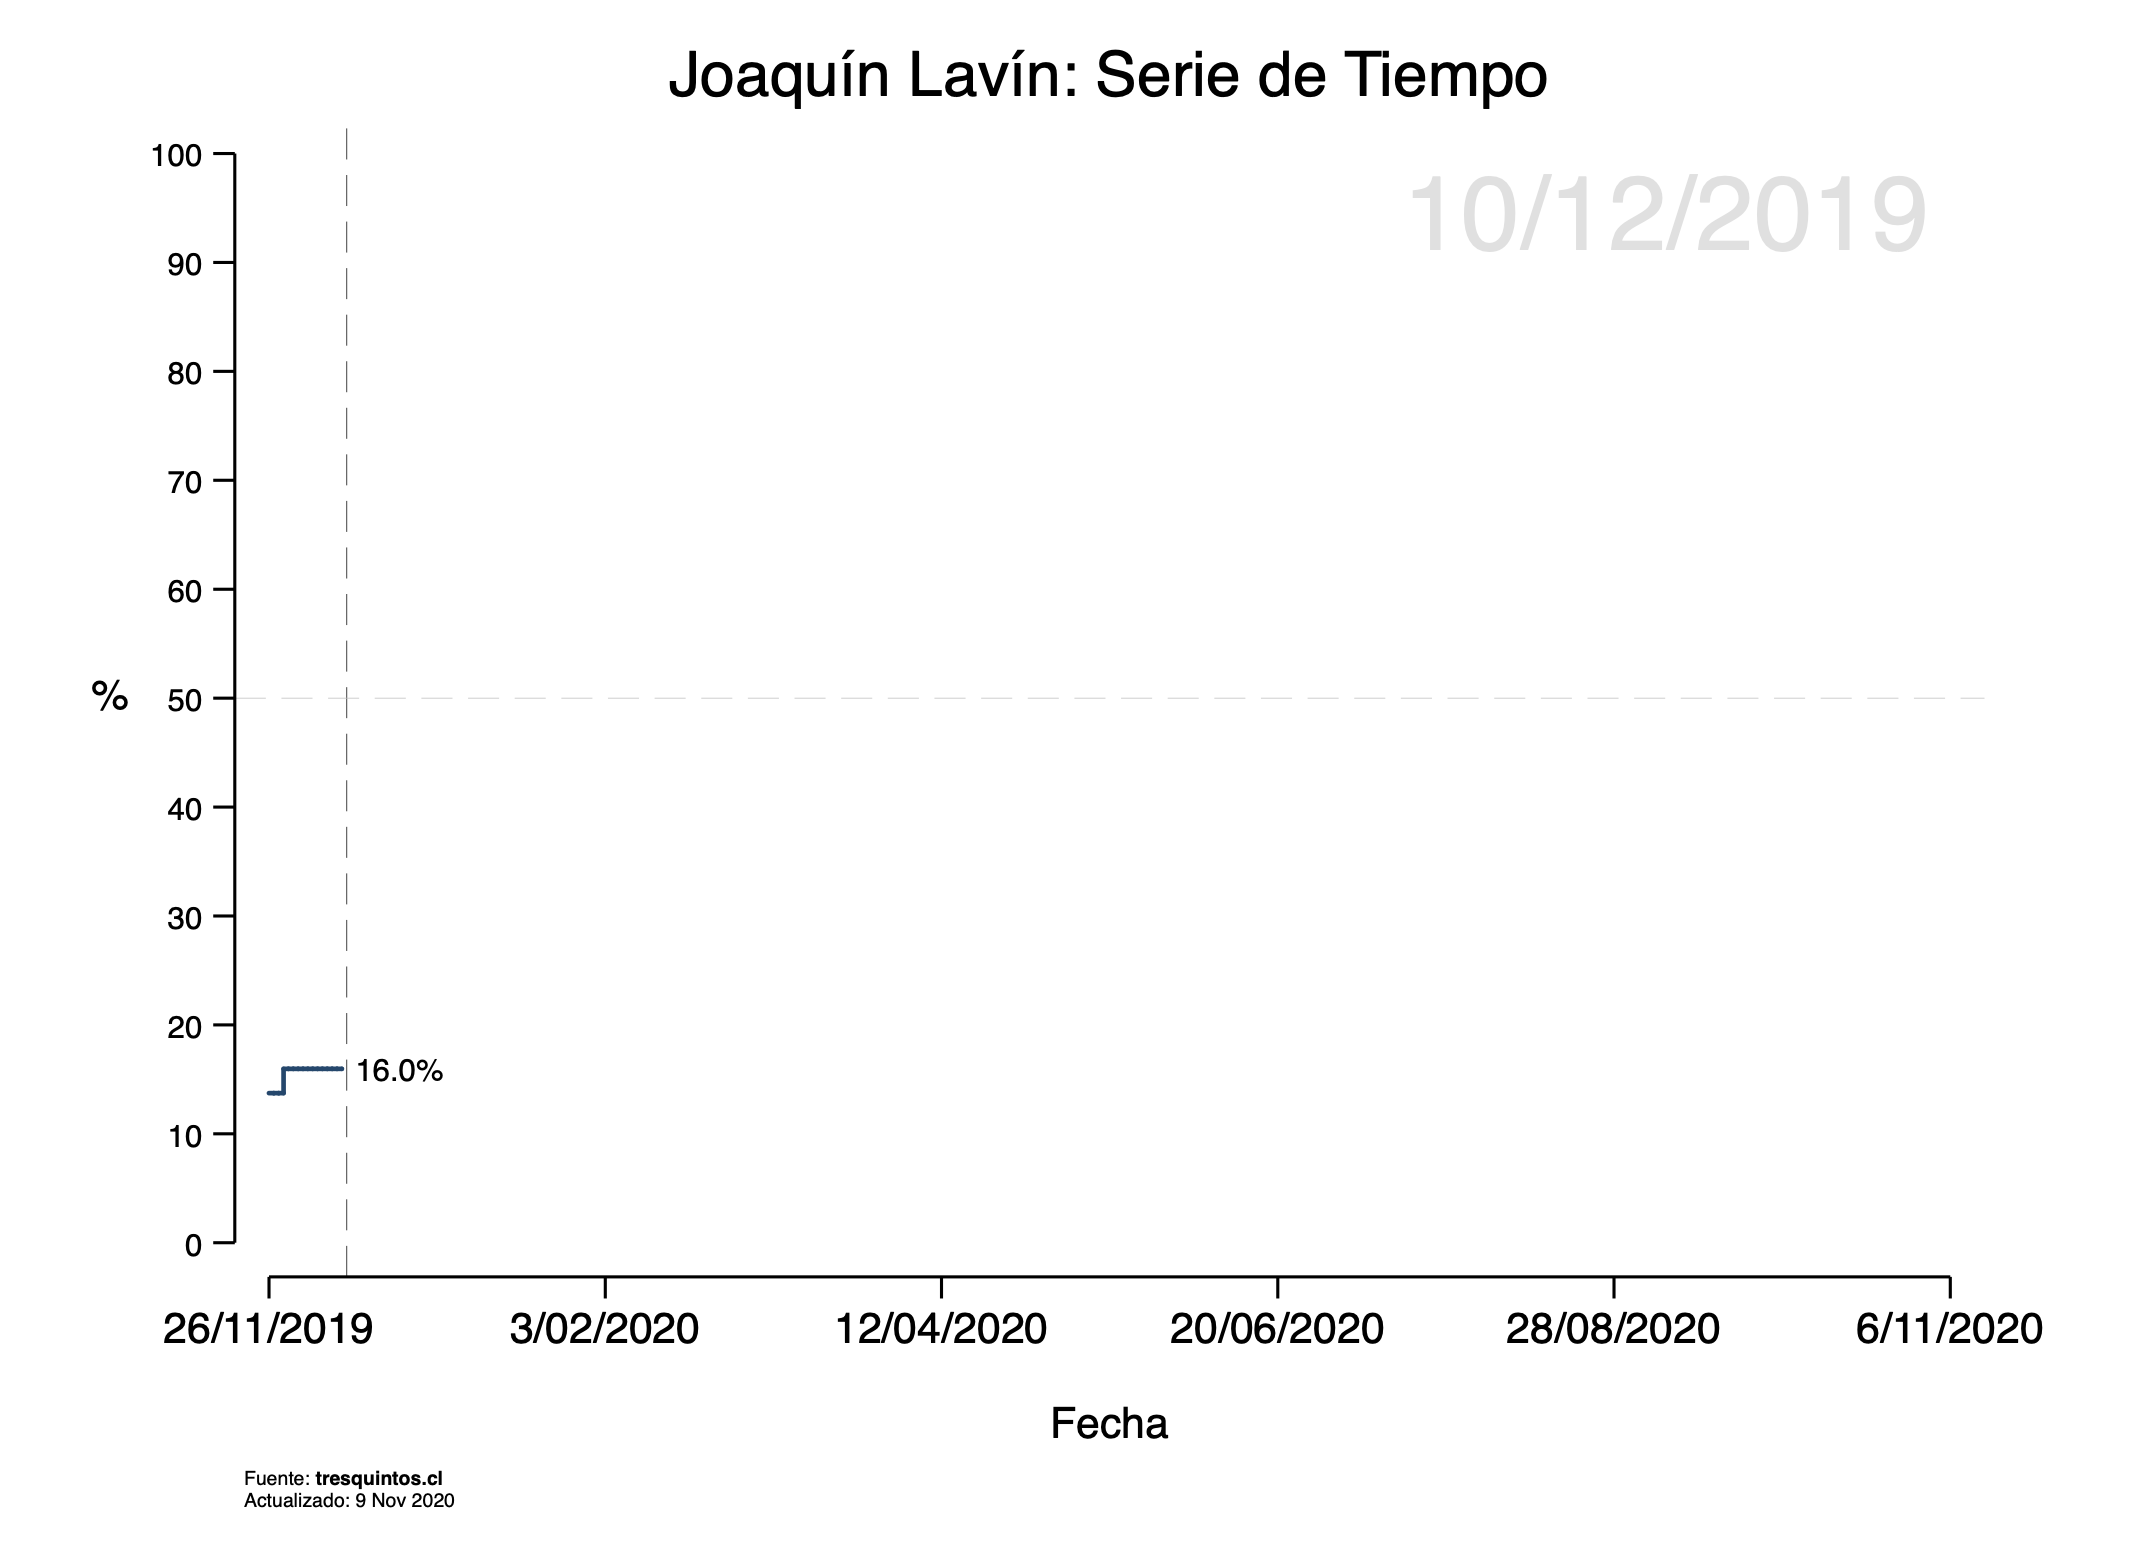 Joaquín Lavín: Serie de Tiempo
10/12/2019
100
90
80
70
60
50
40
30
20
10
0
%
16.0%
26/11/2019 3/02/2020 12/04/2020 20/06/2020 28/08/2020 6/11/2020
Fecha
Fuente: tresquintos.cl
Actualizado: 9 Nov 2020